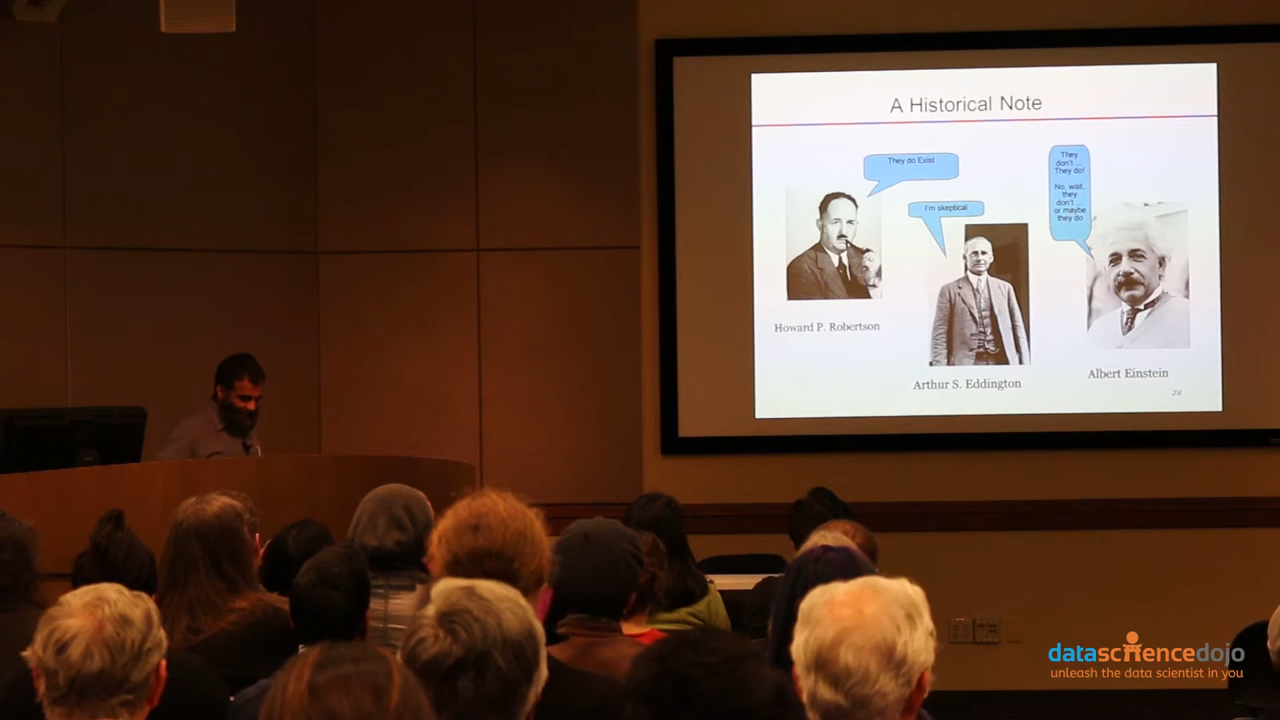 A Historical Note
They do Exist
I'm skeptical
They
don't ...
They do!
No, wait,
they
don't ...
or maybe
they do
Howard P. Robertson
Arthur S. Eddington
Albert Einstein
39
datasciencedojo
unleash the data scientist in you